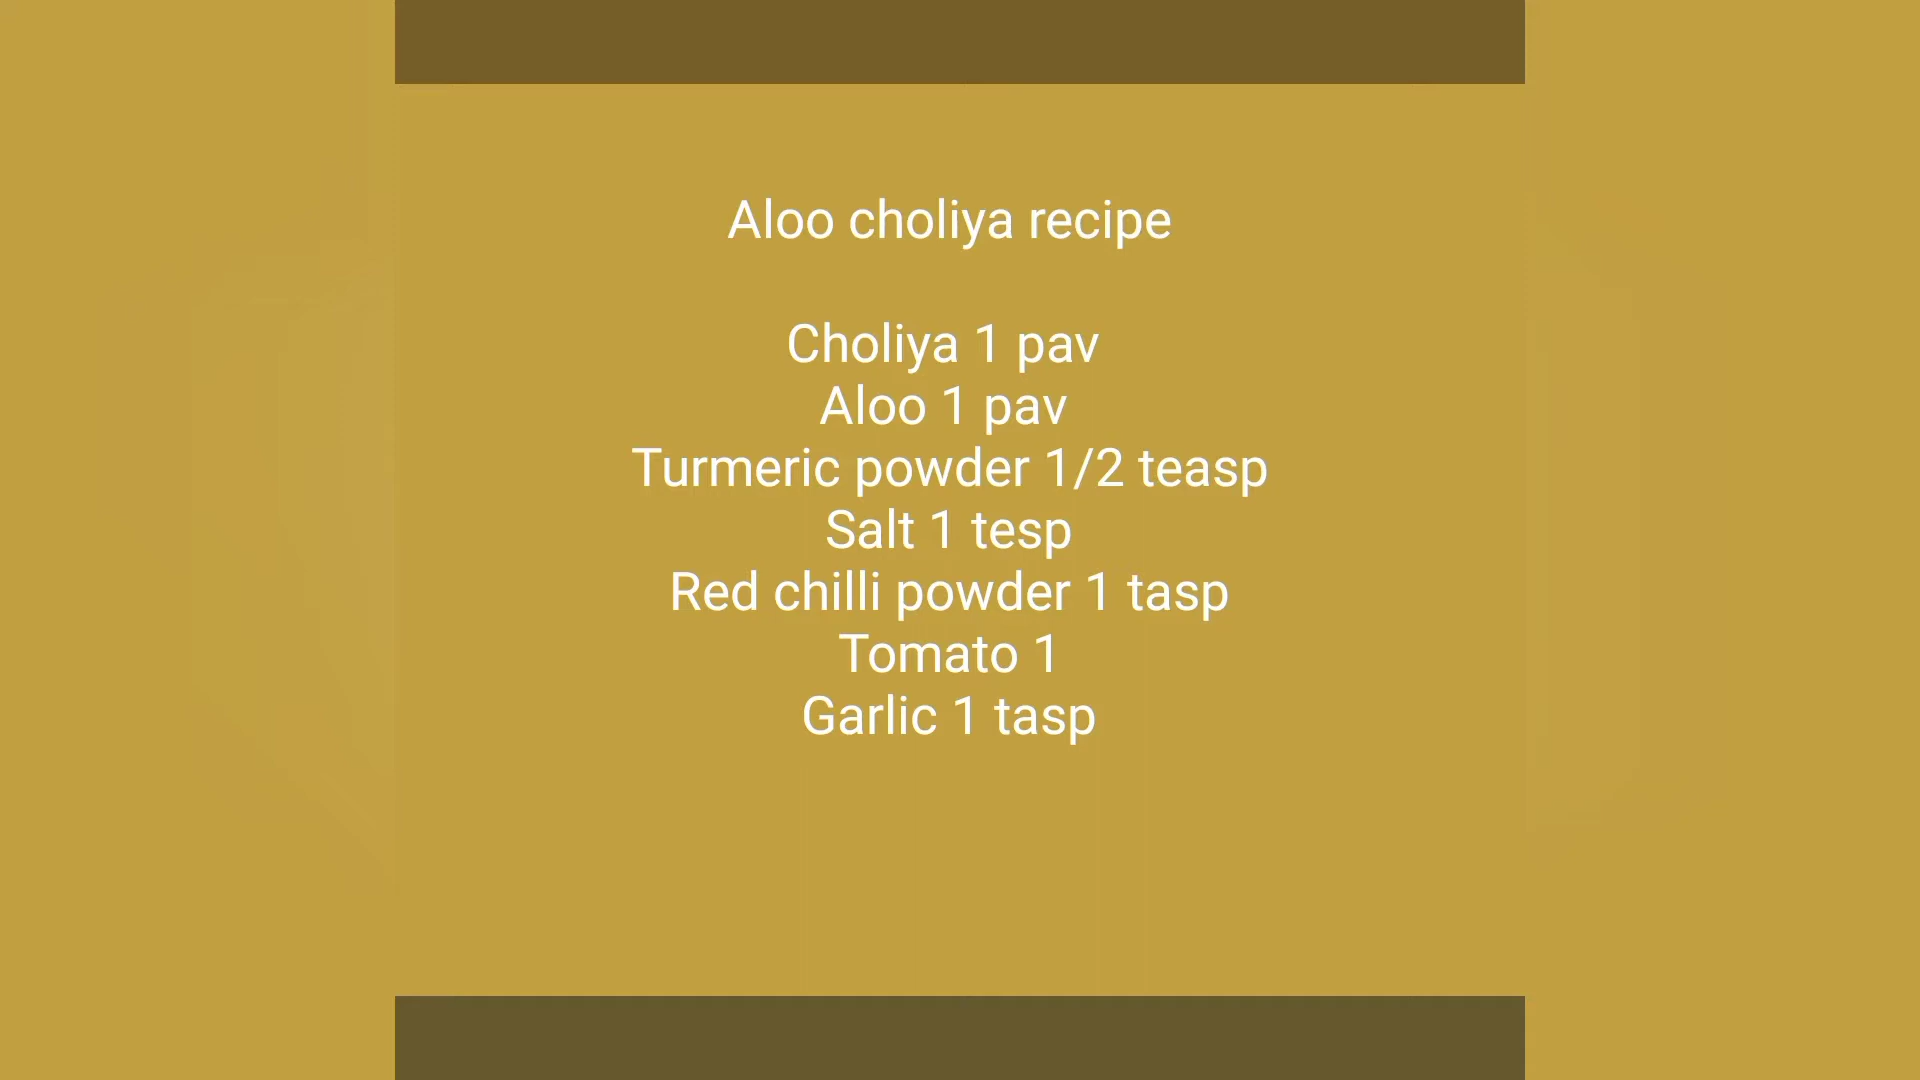 Aloo choliya recipe
Choliya 1 pav
Aloo 1 pav
Turmeric powder 1/2 teasp
Salt 1 tesp
Red chilli powder 1 tasp
Tomato 1
Garlic 1 tasp